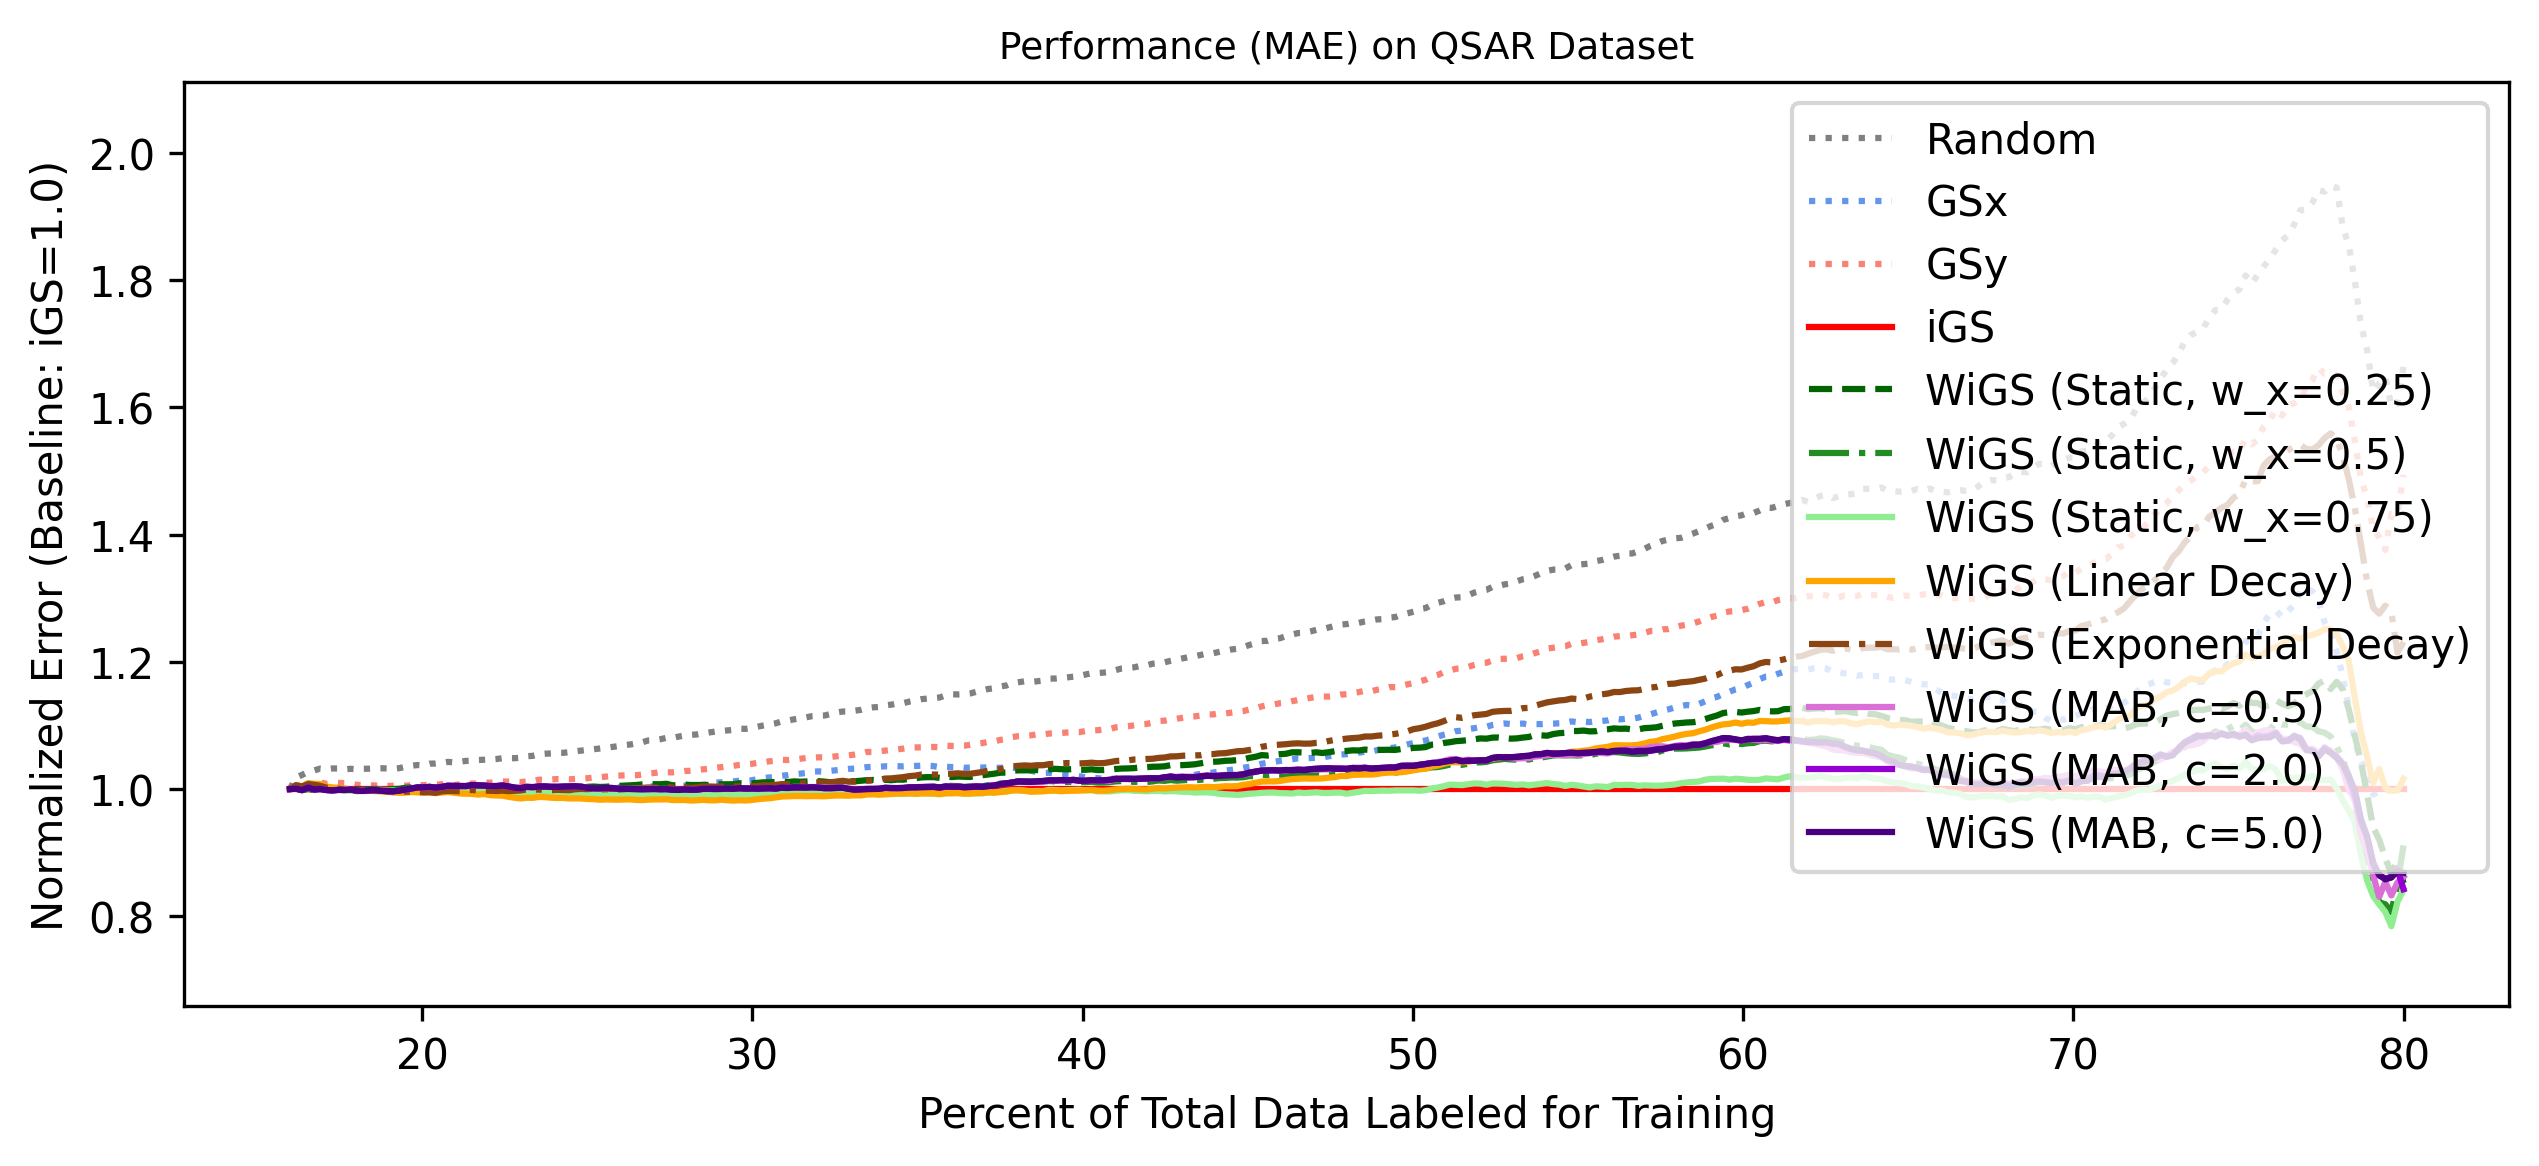 Performance (MAE) on QSAR Dataset
Normalized Error (Baseline: iGS=1.0)
2.0
1.8
1.6
1.4
1.2
1.0
0.8
Random
GSx
GSy
iGS
WiGS (Static, w_x=0.25)
WiGS (Static, w_x=0.5)
WiGS (Static, w_x=0.75)
WiGS (Linear Decay)
WiGS (Exponential Decay)
WiGS (MAB, c=0.5)
WiGS (MAB, c=2.0)
WiGS (MAB, c=5.0)
20 30 40 50 60 70 80
Percent of Total Data Labeled for Training